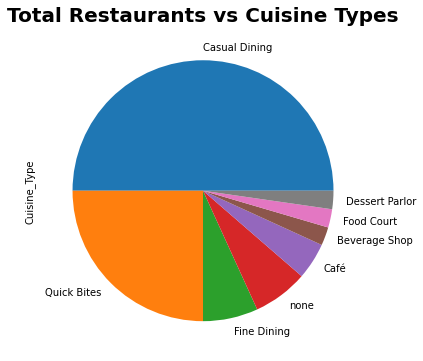 Total Restaurants vs Cuisine Types
Casual Dining
Cuisine_Type
Dessert Parlor
Food Court
Beverage Shop
Café
Quick Bites
none
Fine Dining